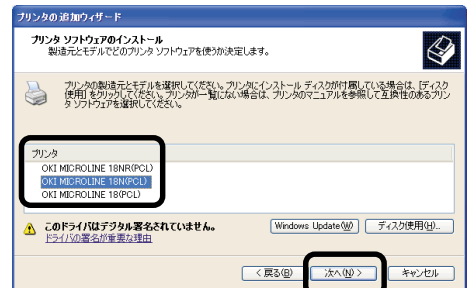 プリンタの追加ウィザード
プリンタ ソフトウェアのインストール
製造元とモデルでどのプリンタ ソフトウェアを使うか決定します。
プリンタの製造元とモデルを選択してください。プリンタにインストール ディスクが付属している場合は、[ディスク
使用] をクリックしてください。プリンタが一覧にない場合は、プリンタのマニュアルを参照して互換性のあるプリン
タ ソフトウェアを選択してください。
プリンタ
OKI MICROLINE 18NR(PCL)
OKI MICROLINE 18N(PCL)
OKI MICROLINE 18(PCL)
このドライバはデジタル署名されていません。
ドライバの署名が重要な理由
Windows Update(W)
ディスク使用(H)...
< 戻る(B)
次へ(N) >
キャンセル